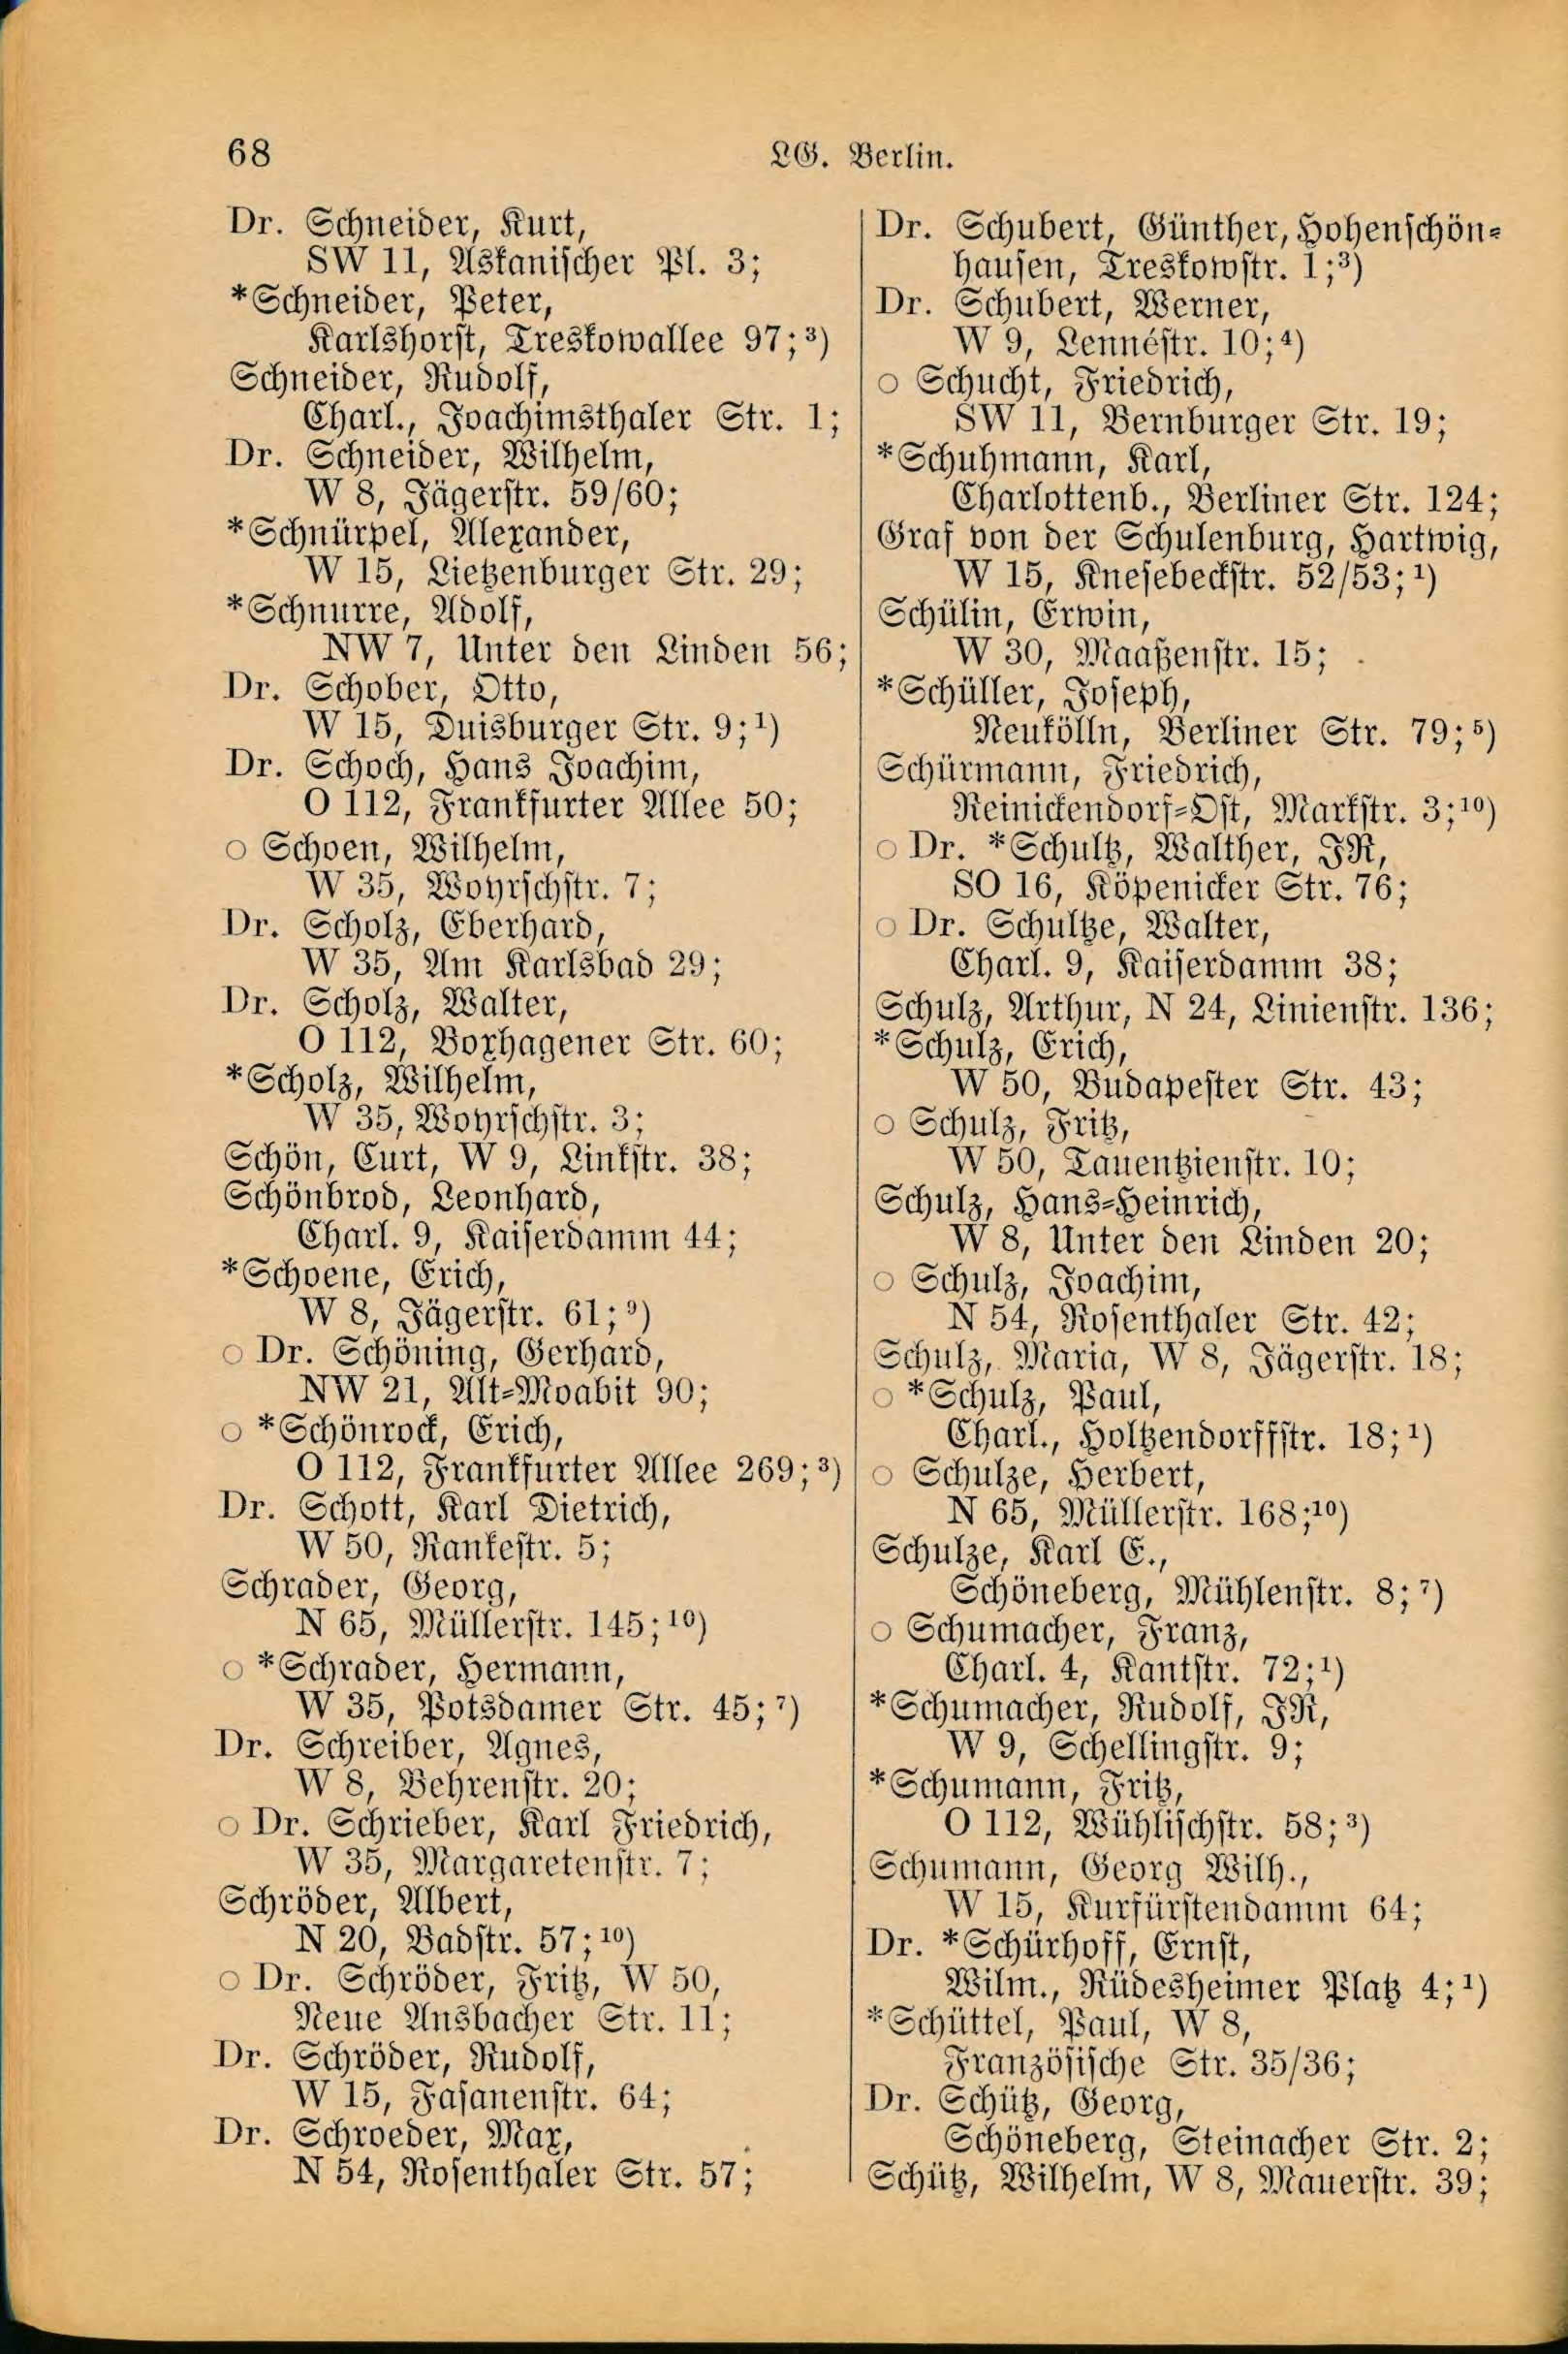 68
LG. Berlin.
Dr. Schneider, Kurt,
SW 11, Askanischer Pl. 3;
*Schneider, Peter,
Karlshorst, Treskowallee 97; ³)
Schneider, Rudolf,
Charl., Joachimsthaler Str. 1;
Dr. Schneider, Wilhelm,
W 8, Jägerstr. 59/60;
*Schnürpel, Alexander,
W 15, Lietzenburger Str. 29;
*Schnurre, Adolf,
NW 7, Unter den Linden 56;
Dr. Schober, Otto,
W 15, Duisburger Str. 9; ¹)
Dr. Schoch, Hans Joachim,
O 112, Frankfurter Allee 50;
○ Schoen, Wilhelm,
W 35, Woyrschstr. 7;
Dr. Scholz, Eberhard,
W 35, Am Karlsbad 29;
Dr. Scholz, Walter,
O 112, Boxhagener Str. 60;
*Scholz, Wilhelm,
W 35, Woyrschstr. 3;
Schön, Curt, W 9, Linkstr. 38;
Schönbrod, Leonhard,
Charl. 9, Kaiserdamm 44;
*Schoene, Erich,
W 8, Jägerstr. 61; ⁹)
○ Dr. Schöning, Gerhard,
NW 21, Alt-Moabit 90;
○ *Schönrock, Erich,
O 112, Frankfurter Allee 269; ³)
Dr. Schott, Karl Dietrich,
W 50, Rankestr. 5;
Schrader, Georg,
N 65, Müllerstr. 145; ¹⁰)
○ *Schrader, Hermann,
W 35, Potsdamer Str. 45; ⁷)
Dr. Schreiber, Agnes,
W 8, Behrenstr. 20;
○ Dr. Schrieber, Karl Friedrich,
W 35, Margaretenstr. 7;
Schröder, Albert,
N 20, Badstr. 57; ¹⁰)
○ Dr. Schröder, Fritz, W 50,
Neue Ansbacher Str. 11;
Dr. Schröder, Rudolf,
W 15, Fasanenstr. 64;
Dr. Schroeder, Max,
N 54, Rosenthaler Str. 57;
Dr. Schubert, Günther, Hohenschön-
hausen, Treskowstr. 1; ³)
Dr. Schubert, Werner,
W 9, Lennéstr. 10; ⁴)
○ Schucht, Friedrich,
SW 11, Bernburger Str. 19;
*Schuhmann, Karl,
Charlottenb., Berliner Str. 124;
Graf von der Schulenburg, Hartwig,
W 15, Knesebeckstr. 52/53; ¹)
Schülin, Erwin,
W 30, Maaßenstr. 15;
*Schüller, Joseph,
Neukölln, Berliner Str. 79; ⁵)
Schürmann, Friedrich,
Reinickendorf-Ost, Markstr. 3; ¹⁰)
○ Dr. *Schultz, Walther, JR,
SO 16, Köpenicker Str. 76;
○ Dr. Schultze, Walter,
Charl. 9, Kaiserdamm 38;
Schulz, Arthur, N 24, Linienstr. 136;
*Schulz, Erich,
W 50, Budapester Str. 43;
○ Schulz, Fritz,
W 50, Tauentzienstr. 10;
Schulz, Hans-Heinrich,
W 8, Unter den Linden 20;
○ Schulz, Joachim,
N 54, Rosenthaler Str. 42;
Schulz, Maria, W 8, Jägerstr. 18;
○ *Schulz, Paul,
Charl., Holtzendorffstr. 18; ¹)
○ Schulze, Herbert,
N 65, Müllerstr. 168; ¹⁰)
Schulze, Karl E.,
Schöneberg, Mühlenstr. 8; ⁷)
○ Schumacher, Franz,
Charl. 4, Kantstr. 72; ¹)
*Schumacher, Rudolf, JR,
W 9, Schellingstr. 9;
*Schumann, Fritz,
O 112, Wühlischstr. 58; ³)
Schumann, Georg Wilh.,
W 15, Kurfürstendamm 64;
Dr. *Schürhoff, Ernst,
Wilm., Rüdesheimer Platz 4; ¹)
*Schüttel, Paul, W 8,
Französische Str. 35/36;
Dr. Schütz, Georg,
Schöneberg, Steinacher Str. 2;
Schütz, Wilhelm, W 8, Mauerstr. 39;